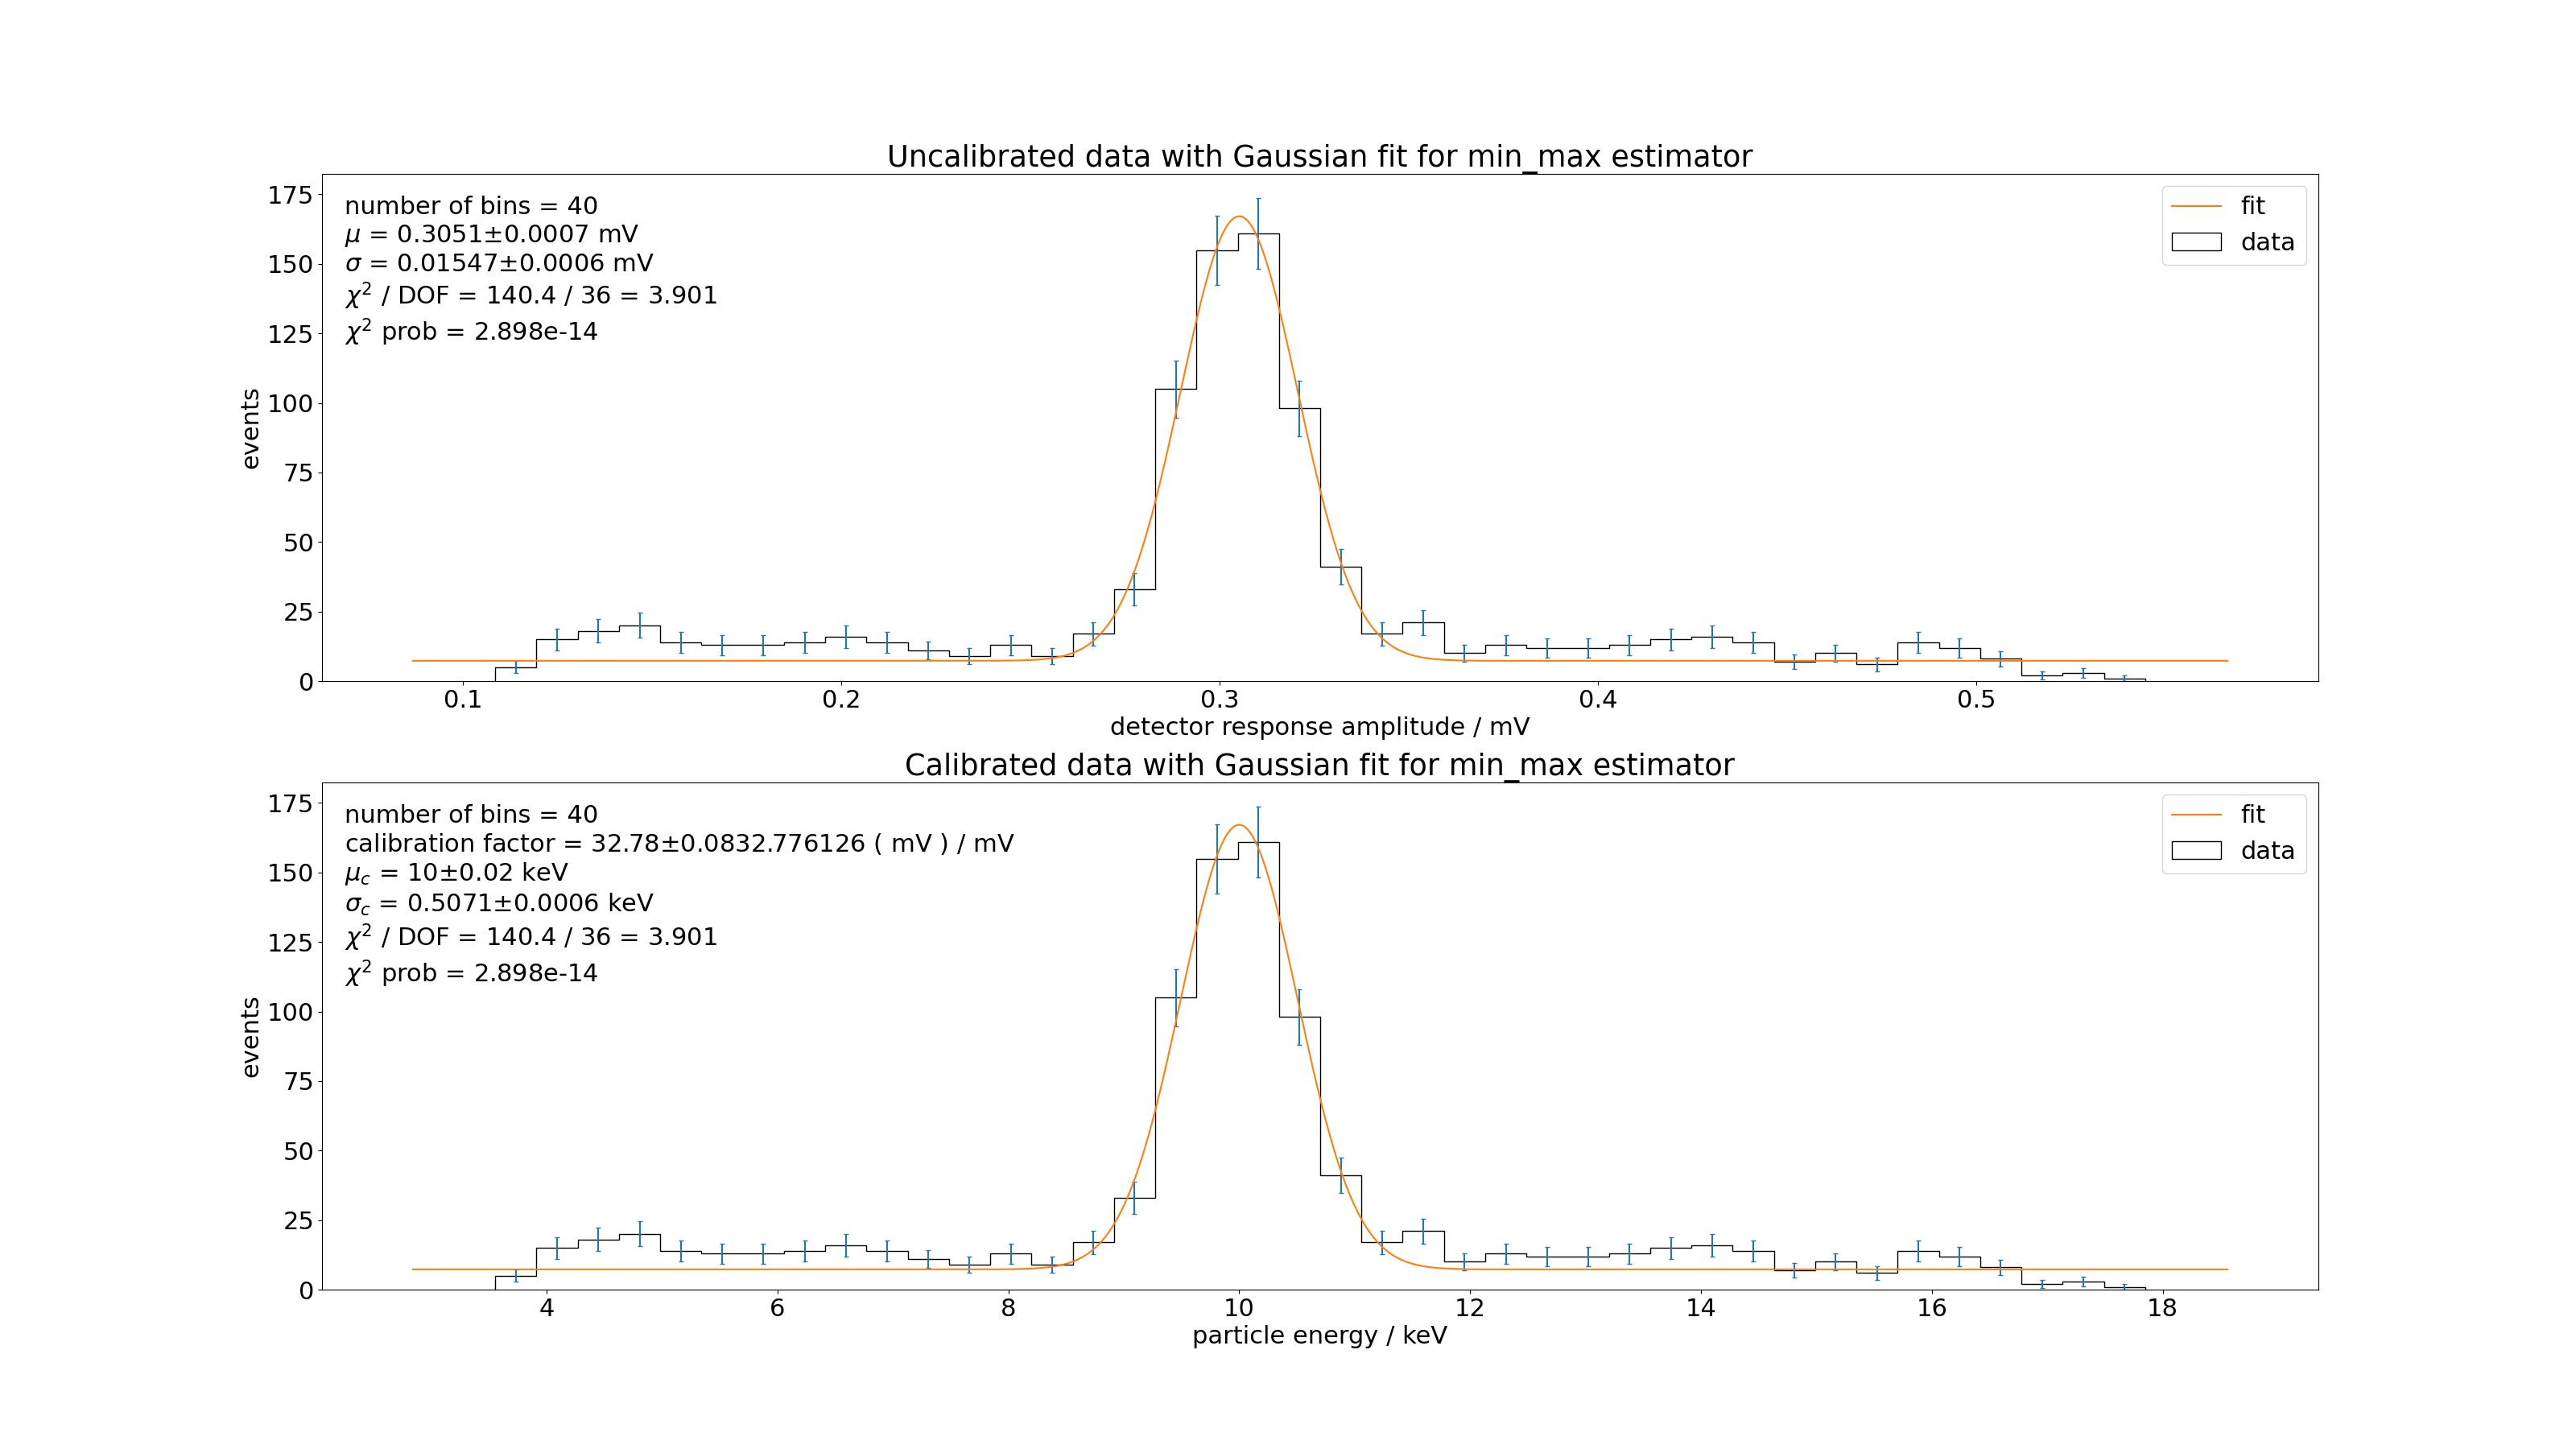 Uncalibrated data with Gaussian fit for min_max estimator
number of bins = 40
μ = 0.3051±0.0007 mV
σ = 0.01547±0.0006 mV
χ² / DOF = 140.4 / 36 = 3.901
χ² prob = 2.898e-14
fit
data
events
175
150
125
100
75
50
25
0
0.1 0.2 0.3 0.4 0.5
detector response amplitude / mV
Calibrated data with Gaussian fit for min_max estimator
number of bins = 40
calibration factor = 32.78±0.0832.776126 ( mV ) / mV
μ_c = 10±0.02 keV
σ_c = 0.5071±0.0006 keV
χ² / DOF = 140.4 / 36 = 3.901
χ² prob = 2.898e-14
fit
data
events
175
150
125
100
75
50
25
0
4 6 8 10 12 14 16 18
particle energy / keV